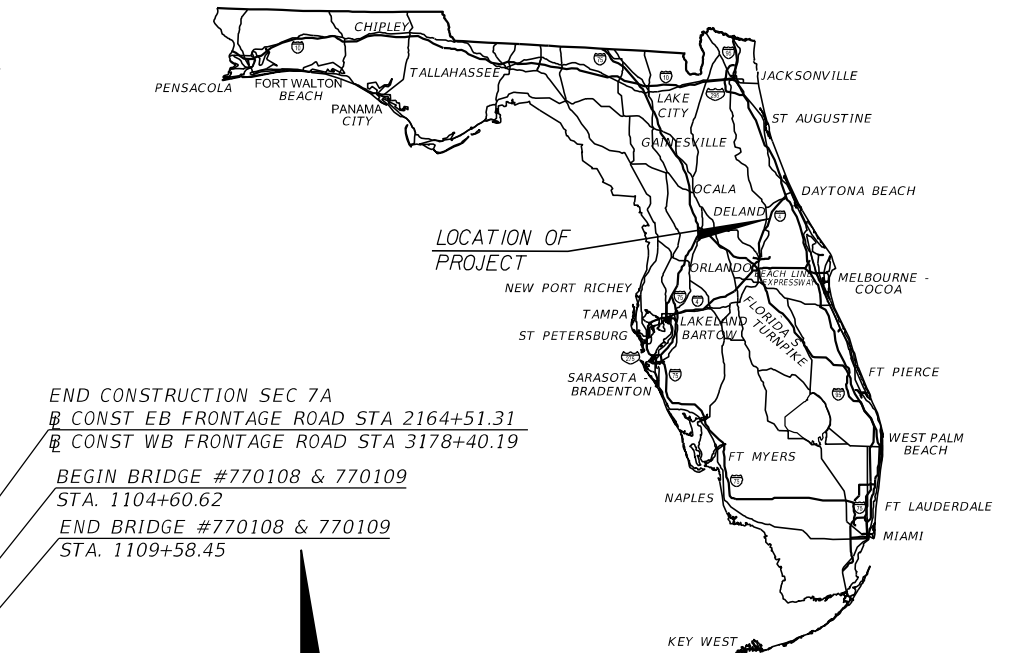 CHIPLEY
PENSACOLA
FORT WALTON
BEACH
PANAMA
CITY
TALLAHASSEE
JACKSONVILLE
LAKE
CITY
ST AUGUSTINE
GAINESVILLE
OCALA
DAYTONA BEACH
DELAND
LOCATION OF
PROJECT
ORLANDO
BEACH LINE
EXPRESSWAY
MELBOURNE -
COCOA
NEW PORT RICHEY
TAMPA
ST PETERSBURG
LAKELAND
BARTOW
FLORIDA'S
TURNPIKE
SARASOTA -
BRADENTON
FT PIERCE
WEST PALM
BEACH
FT MYERS
NAPLES
FT LAUDERDALE
MIAMI
KEY WEST
END CONSTRUCTION SEC 7A
BL CONST EB FRONTAGE ROAD STA 2164+51.31
BL CONST WB FRONTAGE ROAD STA 3178+40.19
BEGIN BRIDGE #770108 & 770109
STA. 1104+60.62
END BRIDGE #770108 & 770109
STA. 1109+58.45